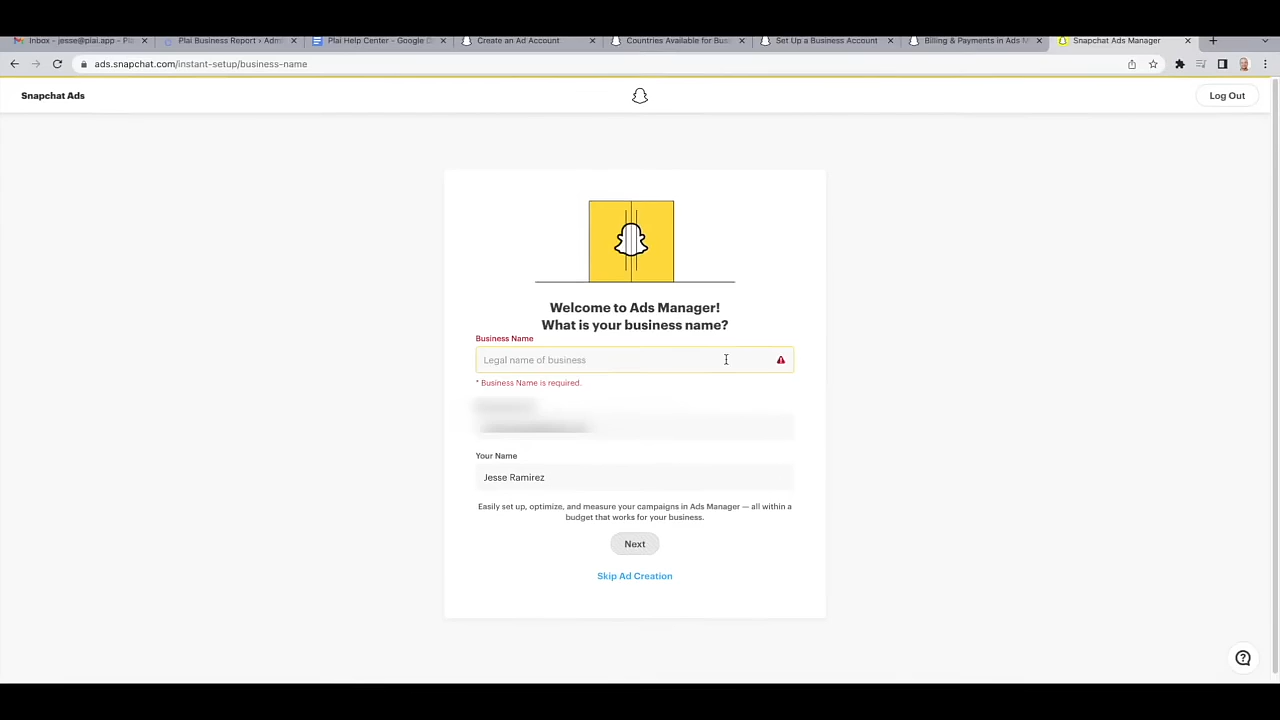 Inbox - jesse@plai.app - Pla
Plai Business Report › Adm
Plai Help Center - Google D
Create an Ad Account
Countries Available for Bus
Set Up a Business Account
Billing & Payments in Ads M
Snapchat Ads Manager
ads.snapchat.com/instant-setup/business-name
Snapchat Ads
Log Out
Welcome to Ads Manager!
What is your business name?
Business Name
Legal name of business
* Business Name is required.
Your Name
Jesse Ramirez
Easily set up, optimize, and measure your campaigns in Ads Manager — all within a
budget that works for your business.
Next
Skip Ad Creation